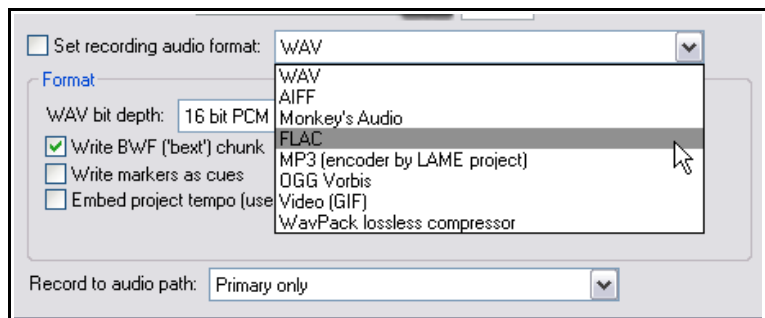 Set recording audio format: WAV
WAV
AIFF
Monkey's Audio
FLAC
MP3 (encoder by LAME project)
OGG Vorbis
Video (GIF)
WavPack lossless compressor
Format
WAV bit depth: 16 bit PCM
Write BWF ('bext') chunk
Write markers as cues
Embed project tempo (use
Record to audio path: Primary only